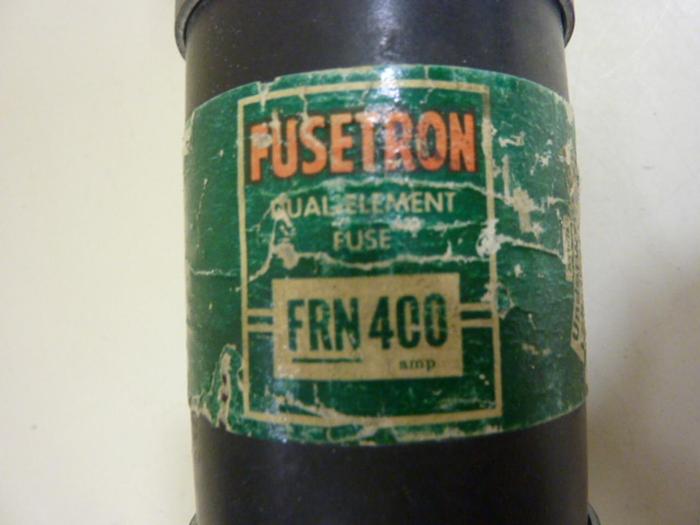 FUSETRON
DUAL-ELEMENT
FUSE
FRN 400
amp